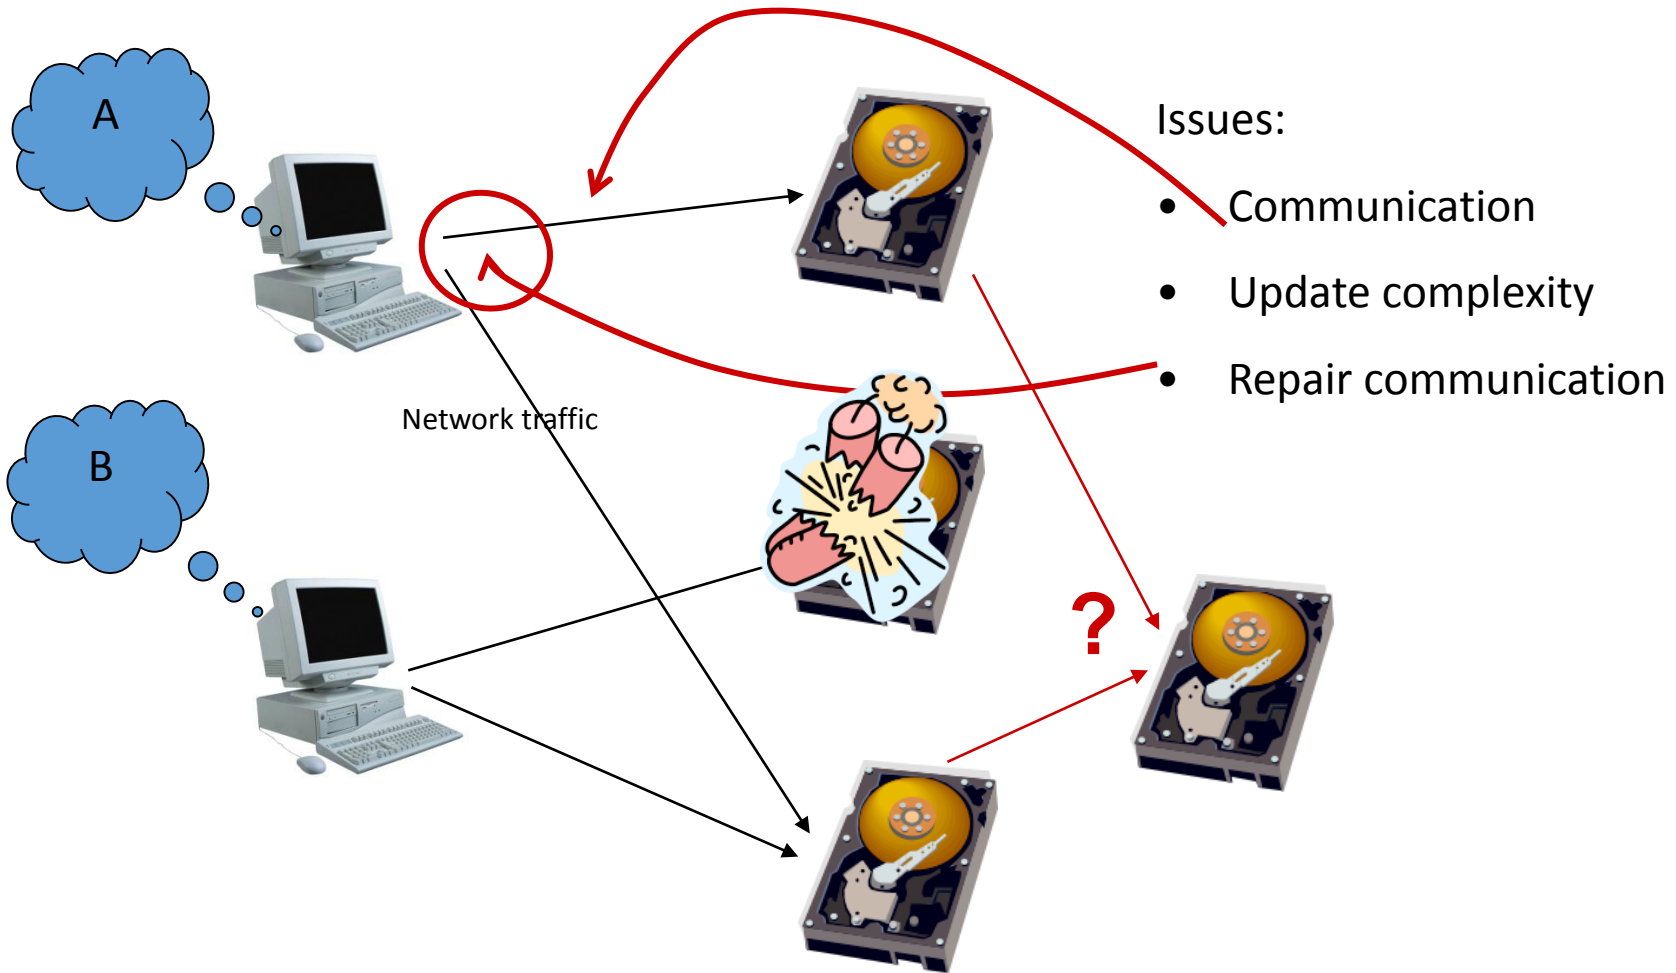 A
Issues:
• Communication
• Update complexity
• Repair communication
Network traffic
B
?